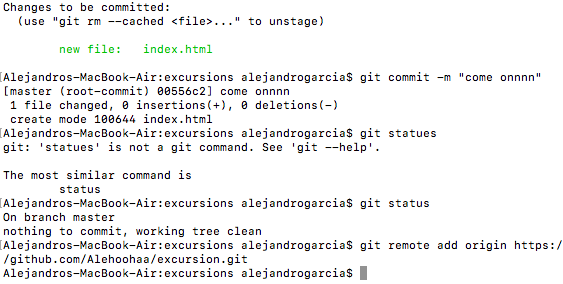 Changes to be committed:
  (use "git rm --cached <file>..." to unstage)
        new file:   index.html
[Alejandros-MacBook-Air:excursions alejandrogarcia$ git commit -m "come onnnn"
[master (root-commit) 00556c2] come onnnn
 1 file changed, 0 insertions(+), 0 deletions(-)
 create mode 100644 index.html
[Alejandros-MacBook-Air:excursions alejandrogarcia$ git statues
git: 'statues' is not a git command. See 'git --help'.
The most similar command is
        status
[Alejandros-MacBook-Air:excursions alejandrogarcia$ git status
On branch master
nothing to commit, working tree clean
[Alejandros-MacBook-Air:excursions alejandrogarcia$ git remote add origin https:/
/github.com/Alehoohaa/excursion.git
Alejandros-MacBook-Air:excursions alejandrogarcia$